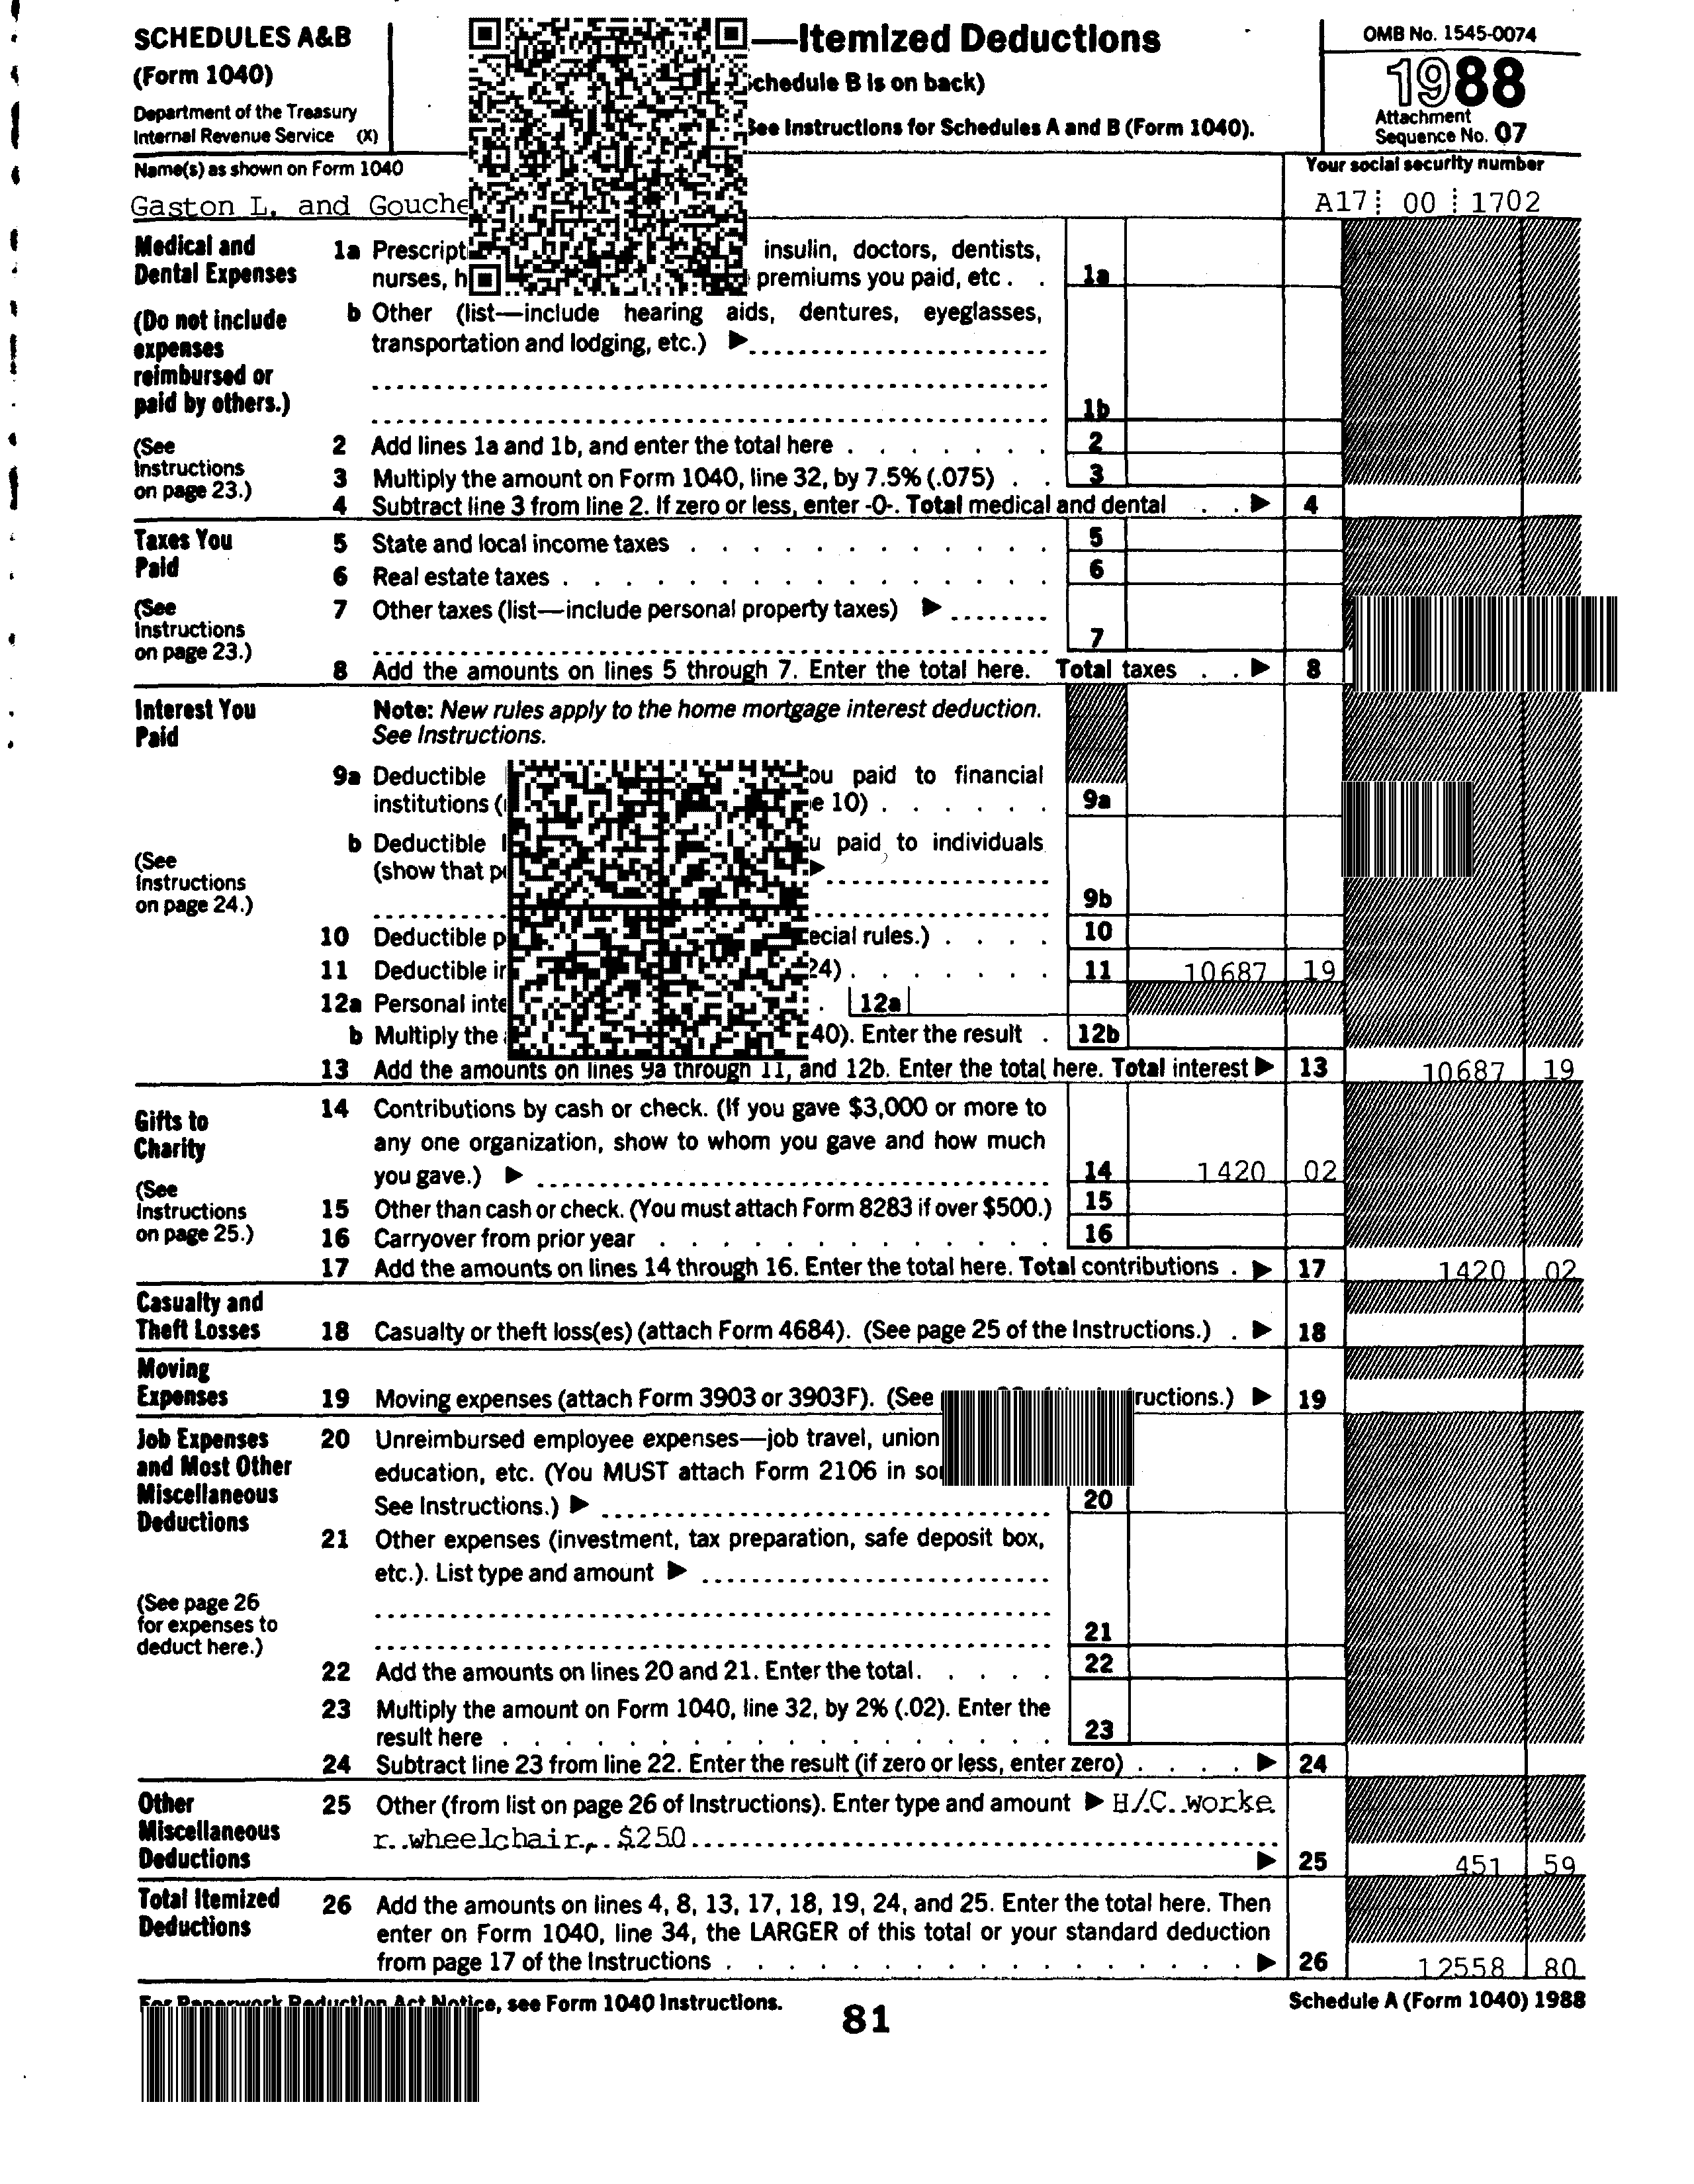 SCHEDULES A&B
(Form 1040)
Department of the Treasury
Internal Revenue Service (X)
—Itemized Deductions
Schedule B is on back)
See Instructions for Schedules A and B (Form 1040).
OMB No. 1545-0074
1988
Attachment
Sequence No. 07
Name(s) as shown on Form 1040
Your social security number
Gaston L. and
A17 00 1702
Medical and
Dental Expenses
(Do not include
expenses
reimbursed or
paid by others.)
(See
Instructions
on page 23.)
1a insulin, doctors, dentists,
nurses, premiums you paid, etc . . 1a
b Other (list—include hearing aids, dentures, eyeglasses,
transportation and lodging, etc.) ▶
1b
2 Add lines 1a and 1b, and enter the total here . . . . . . . 2
3 Multiply the amount on Form 1040, line 32, by 7.5% (.075) . . 3
4 Subtract line 3 from line 2. If zero or less, enter -0-. Total medical and dental . . ▶ 4
Taxes You
Paid
(See
Instructions
on page 23.)
5 State and local income taxes . . . . . . . . . . . . 5
6 Real estate taxes . . . . . . . . . . . . . . . . 6
7 Other taxes (list—include personal property taxes) ▶
7
8 Add the amounts on lines 5 through 7. Enter the total here. Total taxes . . ▶ 8
Interest You
Paid
(See
Instructions
on page 24.)
Note: New rules apply to the home mortgage interest deduction.
See Instructions.
9a Deductible paid to financial
institutions 10) . . . . . . 9a
b Deductible paid to individuals
(show that ▶
9b
10 Deductible rules.) . . . . 10
11 Deductible 24) . . . . . . . 11 10687 19
12a Personal . 12a
b Multiply the 40). Enter the result . 12b
13 Add the amounts on lines 9a through 11, and 12b. Enter the total here. Total interest ▶ 13 10687 19
Gifts to
Charity
(See
Instructions
on page 25.)
14 Contributions by cash or check. (If you gave $3,000 or more to
any one organization, show to whom you gave and how much
you gave.) ▶ 14 1420 02
15 Other than cash or check. (You must attach Form 8283 if over $500.) 15
16 Carryover from prior year . . . . . . . . . . . . . 16
17 Add the amounts on lines 14 through 16. Enter the total here. Total contributions . ▶ 17 1420 02
Casualty and
Theft Losses
18 Casualty or theft loss(es) (attach Form 4684). (See page 25 of the Instructions.) . ▶ 18
Moving
Expenses
19 Moving expenses (attach Form 3903 or 3903F). (See ▶ 19
Job Expenses
and Most Other
Miscellaneous
Deductions
(See page 26
for expenses to
deduct here.)
20 Unreimbursed employee expenses—job travel, union
education, etc. (You MUST attach Form 2106 in
See Instructions.) ▶ 20
21 Other expenses (investment, tax preparation, safe deposit box,
etc.). List type and amount ▶
21
22 Add the amounts on lines 20 and 21. Enter the total. . . . . 22
23 Multiply the amount on Form 1040, line 32, by 2% (.02). Enter the
result here . . . . . . . . . . . . . . . . . . 23
24 Subtract line 23 from line 22. Enter the result (if zero or less, enter zero) . . . . ▶ 24
Other
Miscellaneous
Deductions
25 Other (from list on page 26 of Instructions). Enter type and amount ▶ H/C worke
r wheelchair, $250
▶ 25 451 59
Total Itemized
Deductions
26 Add the amounts on lines 4, 8, 13, 17, 18, 19, 24, and 25. Enter the total here. Then
enter on Form 1040, line 34, the LARGER of this total or your standard deduction
from page 17 of the Instructions . . . . . . . . . . . . . . . . . ▶ 26 12558 80
For Paperwork Reduction Act Notice, see Form 1040 Instructions.
81
Schedule A (Form 1040) 1988